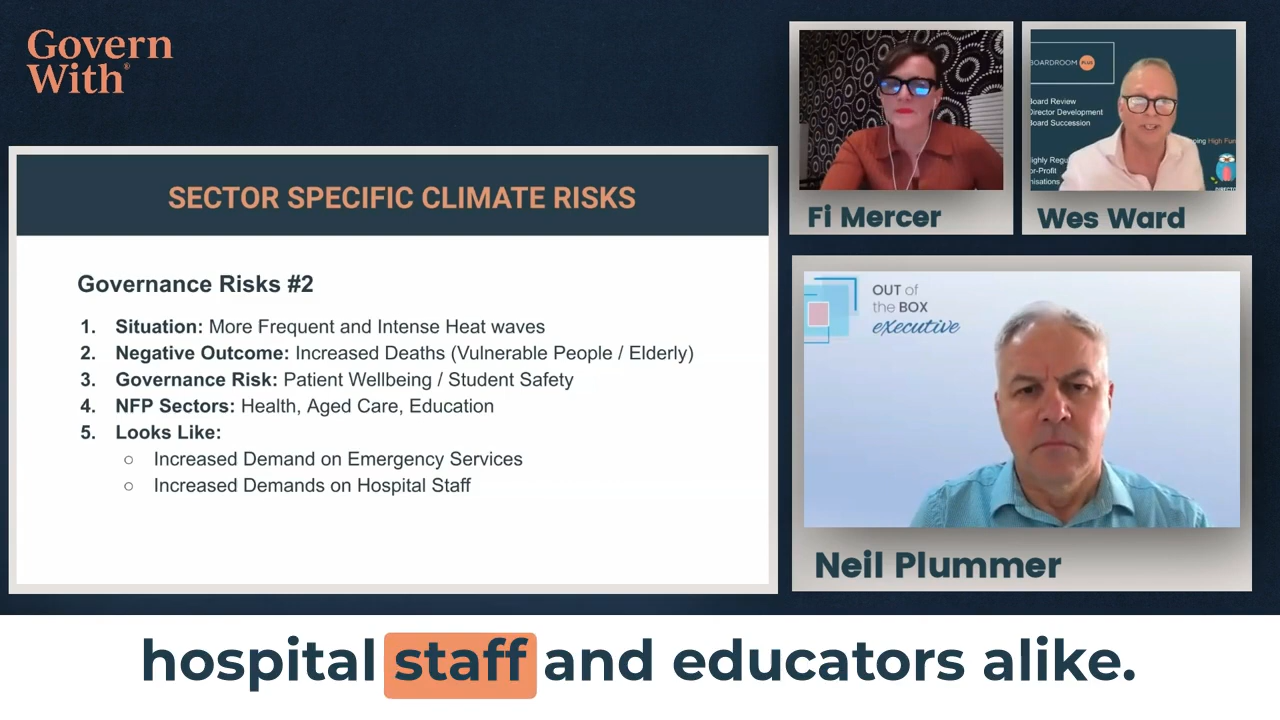 Govern
With®
SECTOR SPECIFIC CLIMATE RISKS
Governance Risks #2
1. Situation: More Frequent and Intense Heat waves
2. Negative Outcome: Increased Deaths (Vulnerable People / Elderly)
3. Governance Risk: Patient Wellbeing / Student Safety
4. NFP Sectors: Health, Aged Care, Education
5. Looks Like:
○ Increased Demand on Emergency Services
○ Increased Demands on Hospital Staff
Fi Mercer
BOARDROOM PLUS
Board Review
Director Development
Board Succession
High
Wes Ward
OUT of
the BOX
executive
Neil Plummer
hospital staff and educators alike.